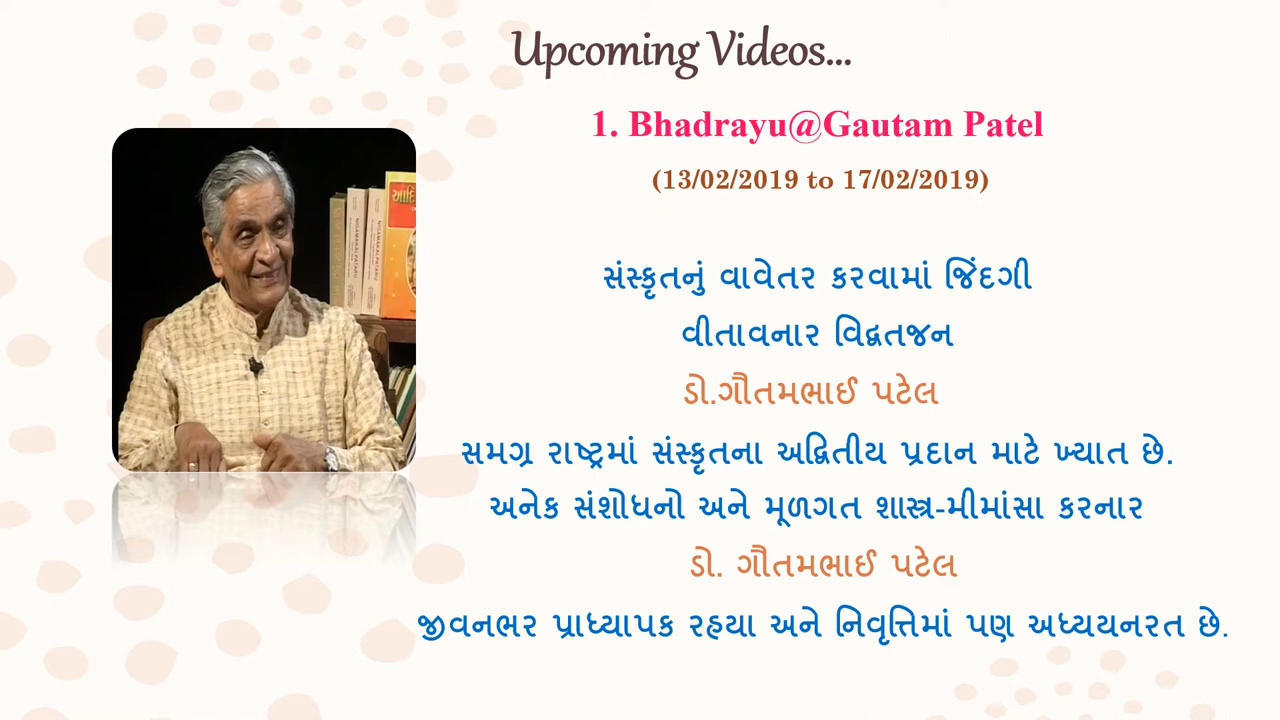 Upcoming Videos...
1. Bhadrayu@Gautam Patel
(13/02/2019 to 17/02/2019)
સંસ્કૃતનું વાવેતર કરવામાં જિંદગી
વીતાવનાર વિદ્વતજન
ડો.ગૌતમભાઈ પટેલ
સમગ્ર રાષ્ટ્રમાં સંસ્કૃતના અદ્વિતીય પ્રદાન માટે ખ્યાત છે.
અનેક સંશોધનો અને મૂળગત શાસ્ત્ર-મીમાંસા કરનાર
ડો. ગૌતમભાઈ પટેલ
જીવનભર પ્રાધ્યાપક રહયા અને નિવૃત્તિમાં પણ અધ્યયનરત છે.